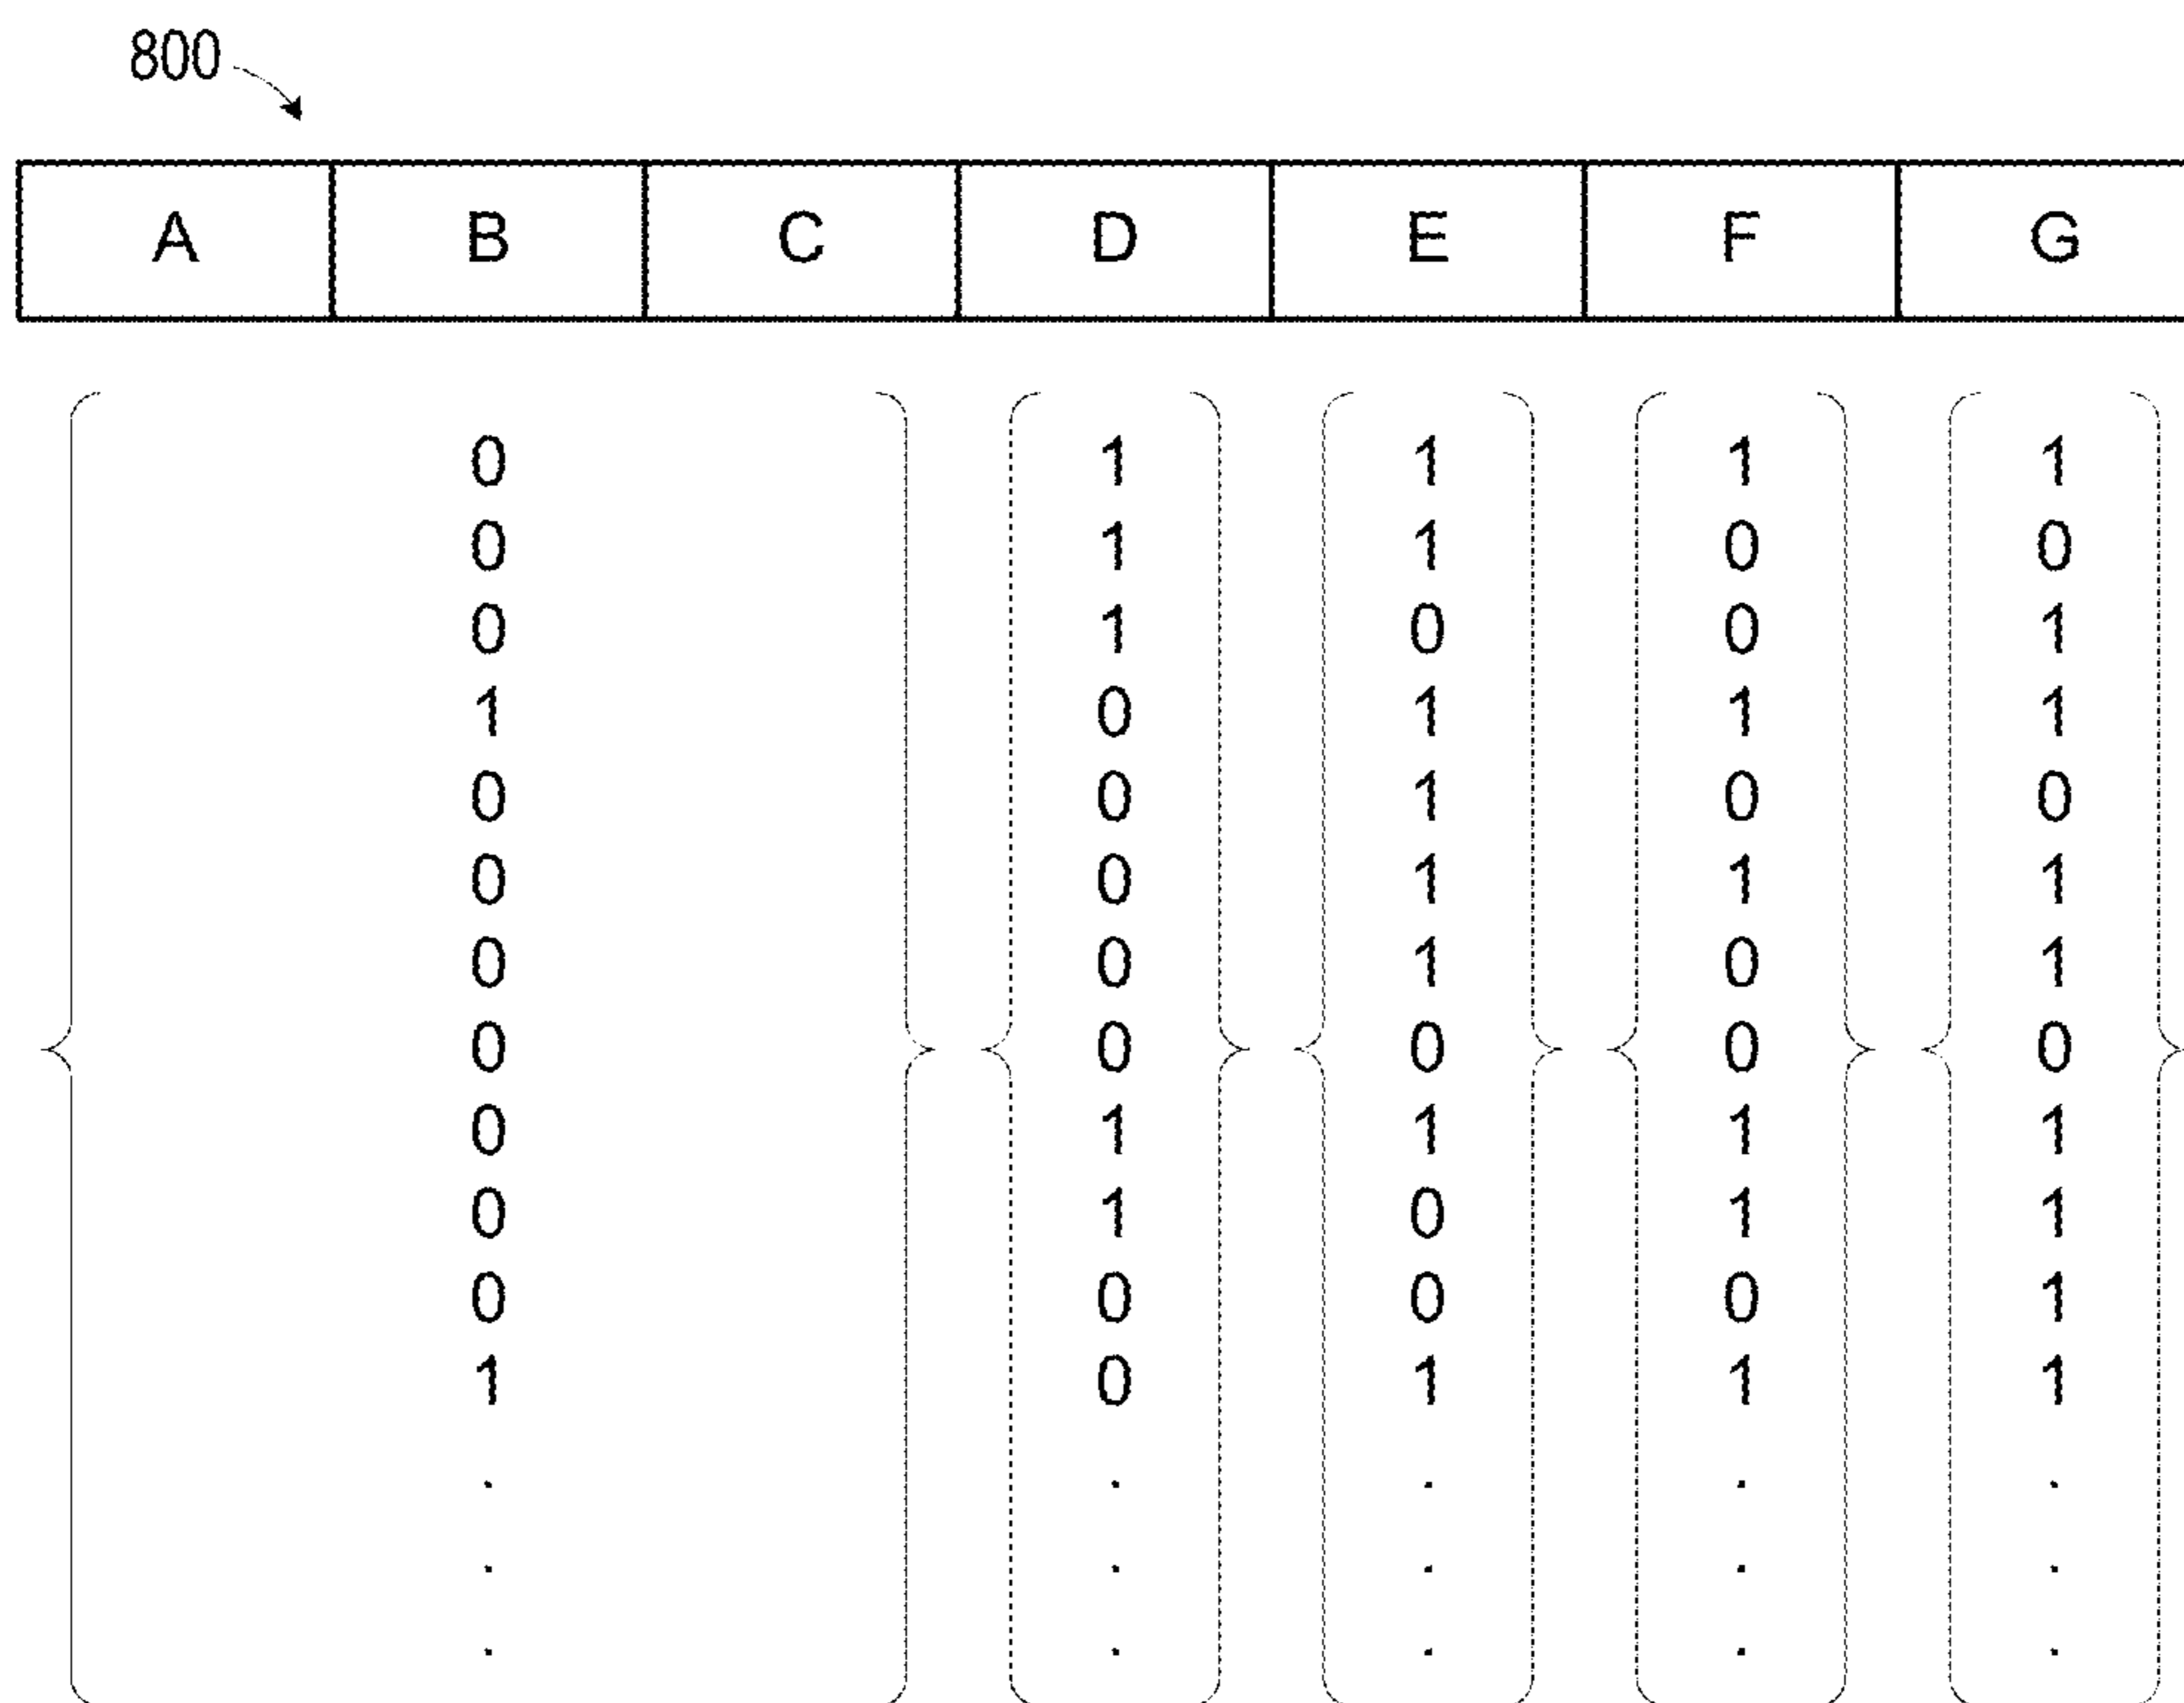 800
A B C D E F G
0 1 1 1 1
0 1 1 0 0
0 1 0 0 1
1 0 1 1 1
0 0 1 0 0
0 0 1 1 1
0 0 1 0 1
0 0 0 0 0
0 1 1 1 1
0 1 0 1 1
0 0 0 0 1
1 0 1 1 1
. . . . .
. . . . .
. . . . .